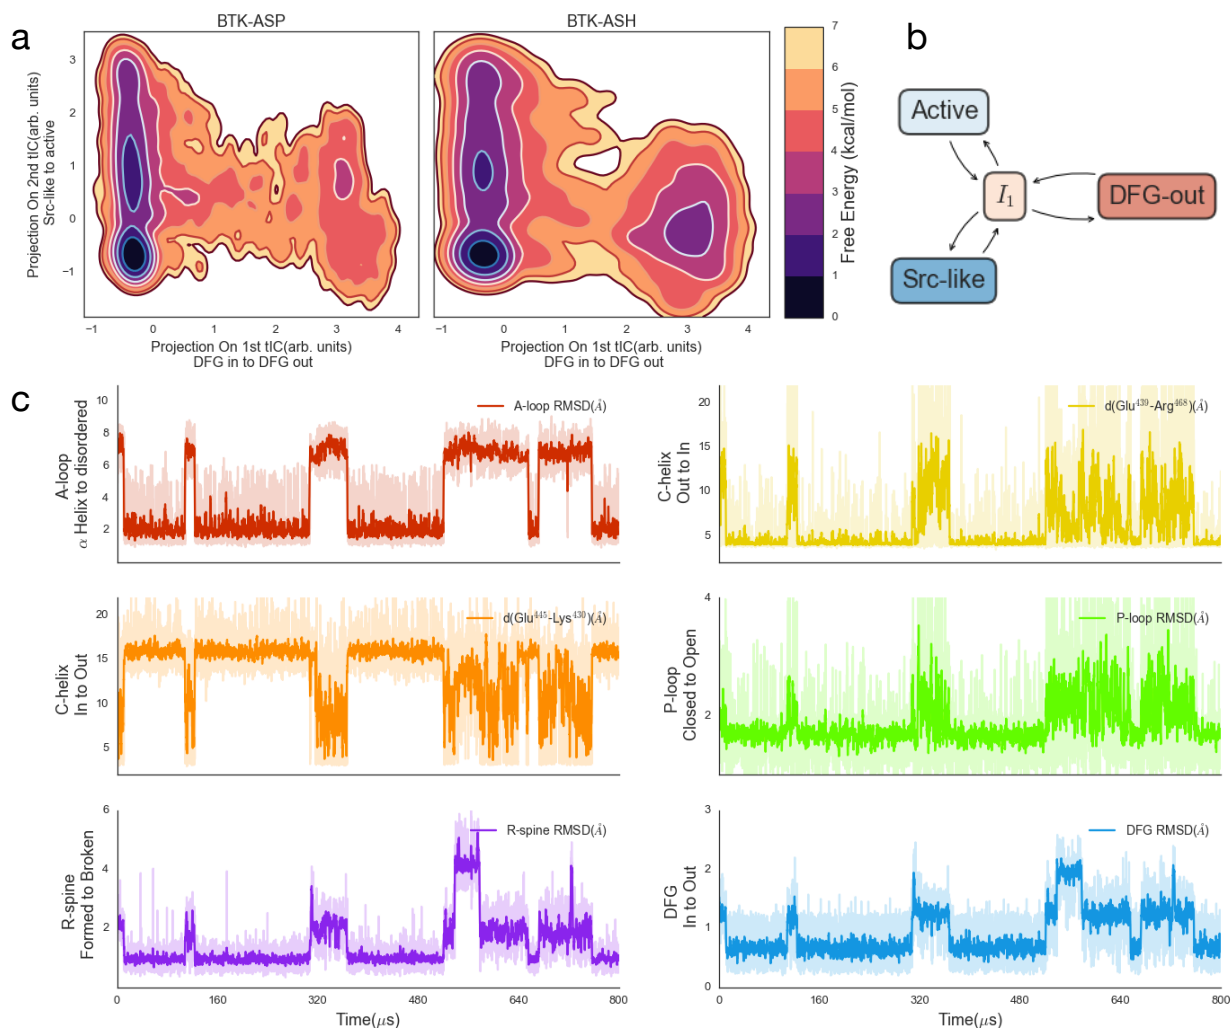 a
BTK-ASP
BTK-ASH
b
Projection On 2nd tIC(arb. units)
Src-like to active
3
2
1
0
−1
−1
0
1
2
3
4
−1
0
1
2
3
4
Projection On 1st tIC(arb. units)
DFG in to DFG out
Projection On 1st tIC(arb. units)
DFG in to DFG out
7
6
5
4
3
2
1
0
Free Energy (kcal/mol)
Active
I₁
DFG-out
Src-like
c
A-loop
α Helix to disordered
10
8
6
4
2
A-loop RMSD(Å)
C-helix
Out to In
20
15
10
5
d(Glu⁴³⁹-Arg⁴⁶⁸)(Å)
C-helix
In to Out
20
15
10
5
d(Glu⁴⁴⁵-Lys⁴³⁰)(Å)
P-loop
Closed to Open
4
2
P-loop RMSD(Å)
R-spine
Formed to Broken
6
4
2
R-spine RMSD(Å)
0
160
320
480
640
800
Time(μs)
DFG
In to Out
3
2
1
0
DFG RMSD(Å)
0
160
320
480
640
800
Time(μs)